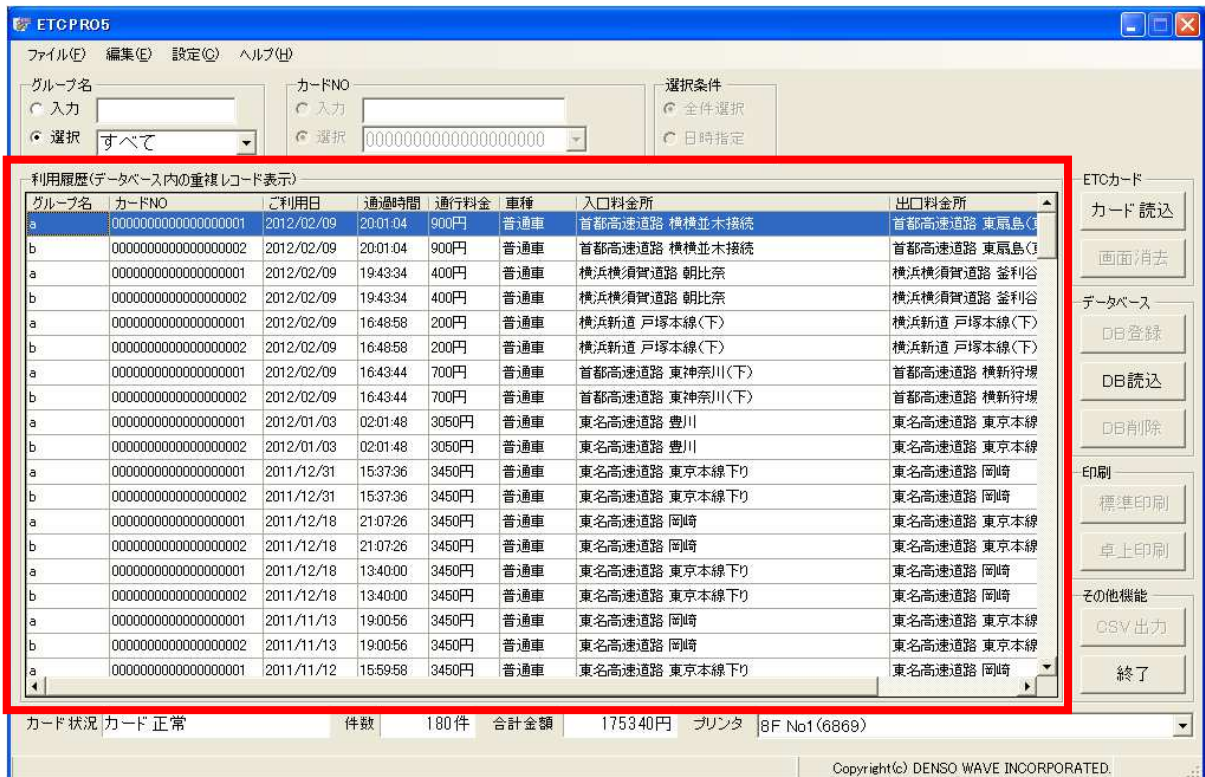 ETCPRO5
ファイル(F) 編集(E) 設定(C) ヘルプ(H)
グループ名 カードNO 選択条件
入力 入力 全件選択
選択 すべて 選択 00000000000000000000 日時指定
利用履歴(データベース内の重複レコード表示) ETCカード
グループ名 カードNO ご利用日 通過時間 通行料金 車種 入口料金所 出口料金所 カード読込
a 0000000000000000001 2012/02/09 20:01:04 900円 普通車 首都高速道路 横横並木接続 首都高速道路 東扇島(
b 0000000000000000002 2012/02/09 20:01:04 900円 普通車 首都高速道路 横横並木接続 首都高速道路 東扇島(
画面消去
a 0000000000000000001 2012/02/09 19:43:34 400円 普通車 横浜横須賀道路 朝比奈 横浜横須賀道路 釜利谷
b 0000000000000000002 2012/02/09 19:43:34 400円 普通車 横浜横須賀道路 朝比奈 横浜横須賀道路 釜利谷
データベース
a 0000000000000000001 2012/02/09 16:48:58 200円 普通車 横浜新道 戸塚本線(下) 横浜新道 戸塚本線(下)
DB登録
b 0000000000000000002 2012/02/09 16:48:58 200円 普通車 横浜新道 戸塚本線(下) 横浜新道 戸塚本線(下)
a 0000000000000000001 2012/02/09 16:43:44 700円 普通車 首都高速道路 東神奈川(下) 首都高速道路 横新狩場
DB読込
b 0000000000000000002 2012/02/09 16:43:44 700円 普通車 首都高速道路 東神奈川(下) 首都高速道路 横新狩場
a 0000000000000000001 2012/01/03 02:01:48 3050円 普通車 東名高速道路 豊川 東名高速道路 東京本線
DB削除
b 0000000000000000002 2012/01/03 02:01:48 3050円 普通車 東名高速道路 豊川 東名高速道路 東京本線
a 0000000000000000001 2011/12/31 15:37:36 3450円 普通車 東名高速道路 東京本線下り 東名高速道路 岡崎
印刷
b 0000000000000000002 2011/12/31 15:37:36 3450円 普通車 東名高速道路 東京本線下り 東名高速道路 岡崎
標準印刷
a 0000000000000000001 2011/12/18 21:07:26 3450円 普通車 東名高速道路 岡崎 東名高速道路 東京本線
b 0000000000000000002 2011/12/18 21:07:26 3450円 普通車 東名高速道路 岡崎 東名高速道路 東京本線
卓上印刷
a 0000000000000000001 2011/12/18 13:40:00 3450円 普通車 東名高速道路 東京本線下り 東名高速道路 岡崎
b 0000000000000000002 2011/12/18 13:40:00 3450円 普通車 東名高速道路 東京本線下り 東名高速道路 岡崎
その他機能
a 0000000000000000001 2011/11/13 19:00:56 3450円 普通車 東名高速道路 岡崎 東名高速道路 東京本線
CSV出力
b 0000000000000000002 2011/11/13 19:00:56 3450円 普通車 東名高速道路 岡崎 東名高速道路 東京本線
a 0000000000000000001 2011/11/12 15:59:58 3450円 普通車 東名高速道路 東京本線下り 東名高速道路 岡崎
終了
カード状況 カード正常 件数 180件 合計金額 175340円 プリンタ 8F No1(6869)
Copyright(c) DENSO WAVE INCORPORATED.